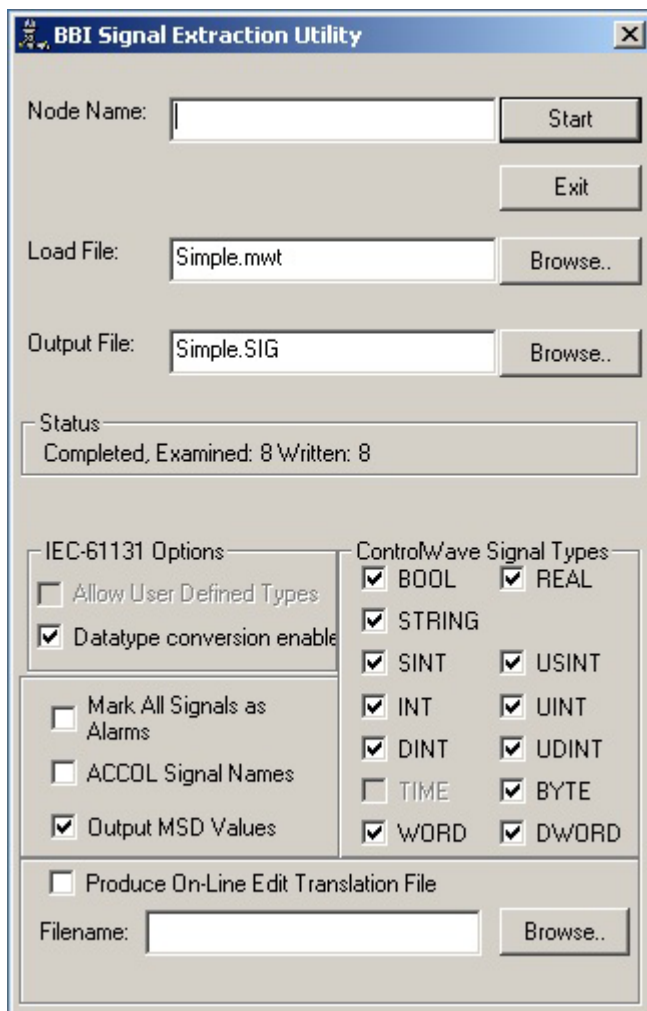 BBI Signal Extraction Utility
Node Name:
Start
Exit
Load File: Simple.mwt Browse..
Output File: Simple.SIG Browse..
Status
Completed, Examined: 8 Written: 8
IEC-61131 Options
Allow User Defined Types
Datatype conversion enable
Mark All Signals as
Alarms
ACCOL Signal Names
Output MSD Values
ControlWave Signal Types
BOOL REAL
STRING
SINT USINT
INT UINT
DINT UDINT
TIME BYTE
WORD DWORD
Produce On-Line Edit Translation File
Filename: Browse..